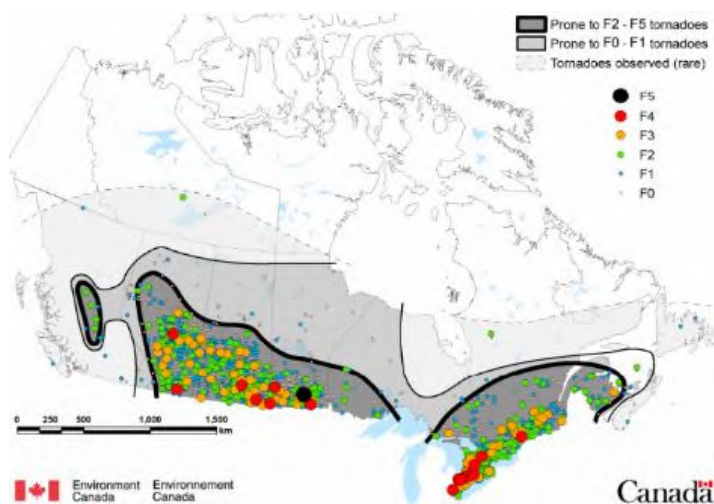 Prone to F2 - F5 tornadoes
Prone to F0 - F1 tornadoes
Tornadoes observed (rare)
F5
F4
F3
F2
F1
F0
0 250 500 1,000 1,500
km
Environment Environnement
Canada Canada
Canada